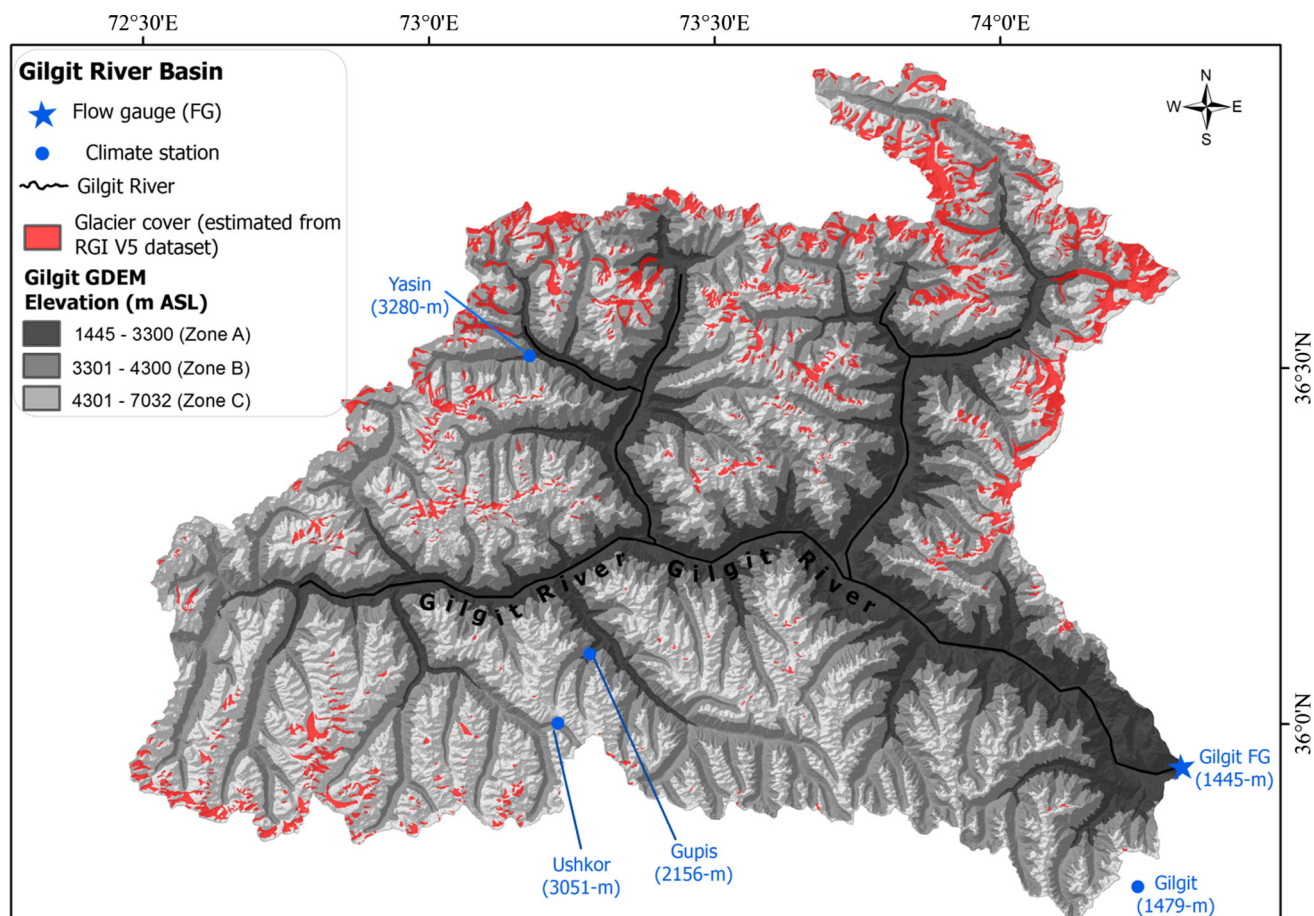 72°30'E
73°0'E
73°30'E
74°0'E
Gilgit River Basin
Flow gauge (FG)
Climate station
Gilgit River
Glacier cover (estimated from
RGI V5 dataset)
Gilgit GDEM
Elevation (m ASL)
1445 - 3300 (Zone A)
3301 - 4300 (Zone B)
4301 - 7032 (Zone C)
N
W
E
S
Yasin
(3280-m)
36°30'N
Gilgit River
Gilgit River
36°0'N
Gilgit FG
(1445-m)
Ushkor
(3051-m)
Gupis
(2156-m)
Gilgit
(1479-m)